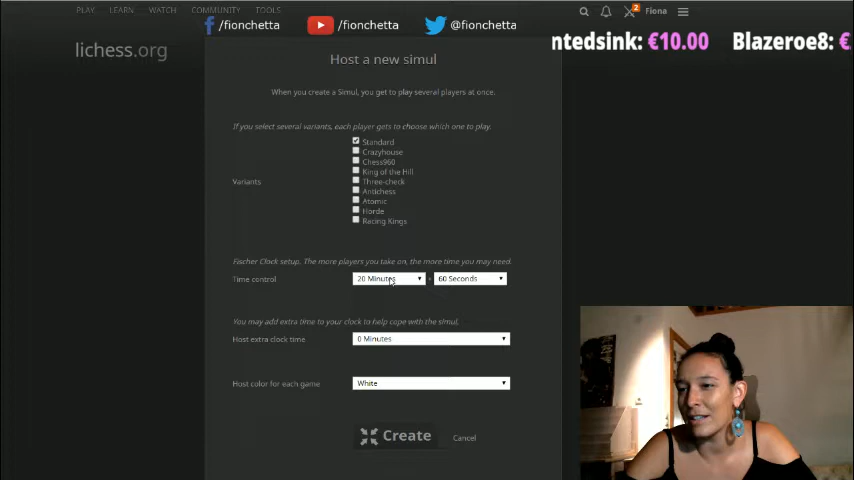 PLAY LEARN WATCH COMMUNITY TOOLS 2 Fiona
/fionchetta /fionchetta @fionchetta
ntedsink: €10.00 Blazeroe8: €
lichess.org
Host a new simul
When you create a Simul, you get to play several players at once.
If you select several variants, each player gets to choose which one to play.
Variants
Standard
Crazyhouse
Chess960
King of the Hill
Three-check
Antichess
Atomic
Horde
Racing Kings
Fischer Clock setup. The more players you take on, the more time you may need.
Time control 20 Minutes + 60 Seconds
You may add extra time to your clock to help cope with the simul.
Host extra clock time 0 Minutes
Host color for each game White
Create Cancel